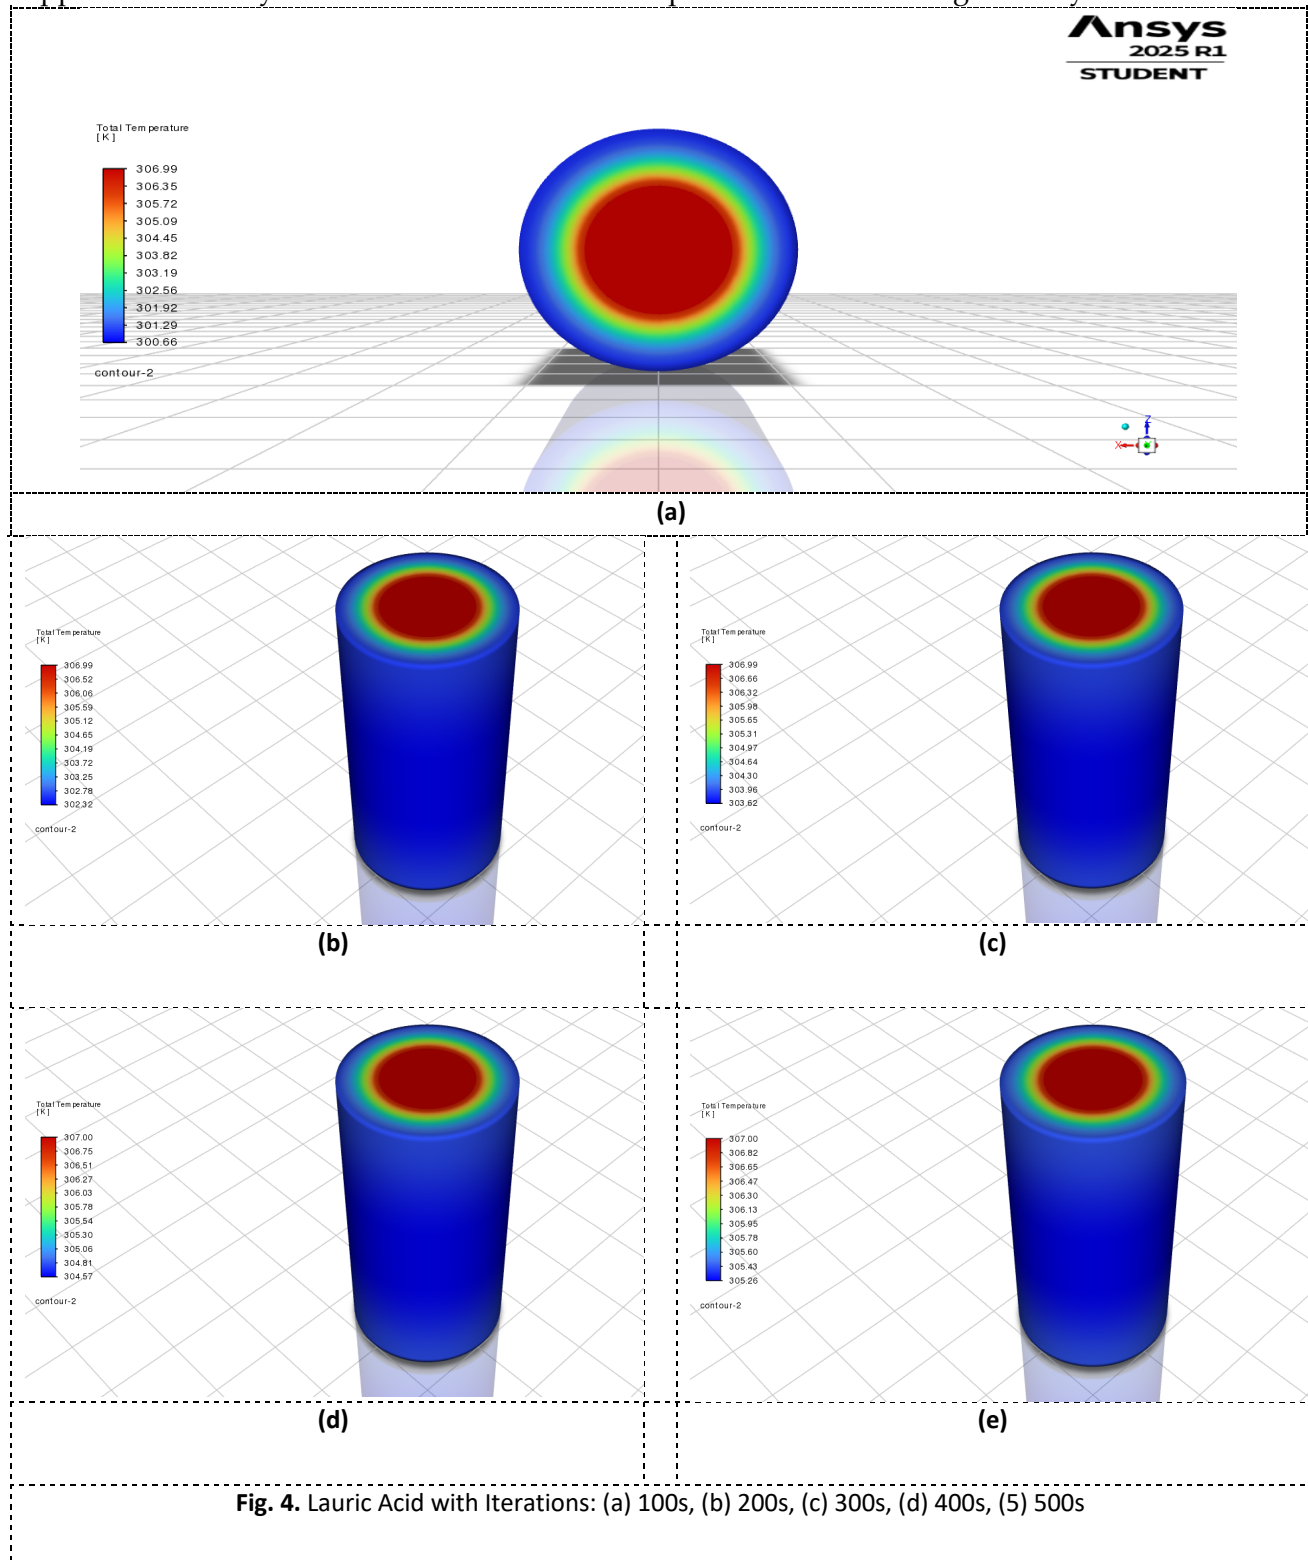 Ansys
2025 R1
STUDENT
Total Temperature
[ K ]
306.99
306.35
305.72
305.09
304.45
303.82
303.19
302.56
301.92
301.29
300.66
contour-2
Z
X
(a)
Total Temperature
[ K ]
306.99
306.52
306.06
305.59
305.12
304.65
304.19
303.72
303.25
302.78
302.32
contour-2
(b)
Total Temperature
[ K ]
306.99
306.66
306.32
305.98
305.65
305.31
304.97
304.64
304.30
303.96
303.62
contour-2
(c)
Total Temperature
[ K ]
307.00
306.75
306.51
306.27
306.03
305.78
305.54
305.30
305.06
304.81
304.57
contour-2
(d)
Total Temperature
[ K ]
307.00
306.82
306.65
306.47
306.30
306.13
305.95
305.78
305.60
305.43
305.26
contour-2
(e)
Fig. 4. Lauric Acid with Iterations: (a) 100s, (b) 200s, (c) 300s, (d) 400s, (5) 500s